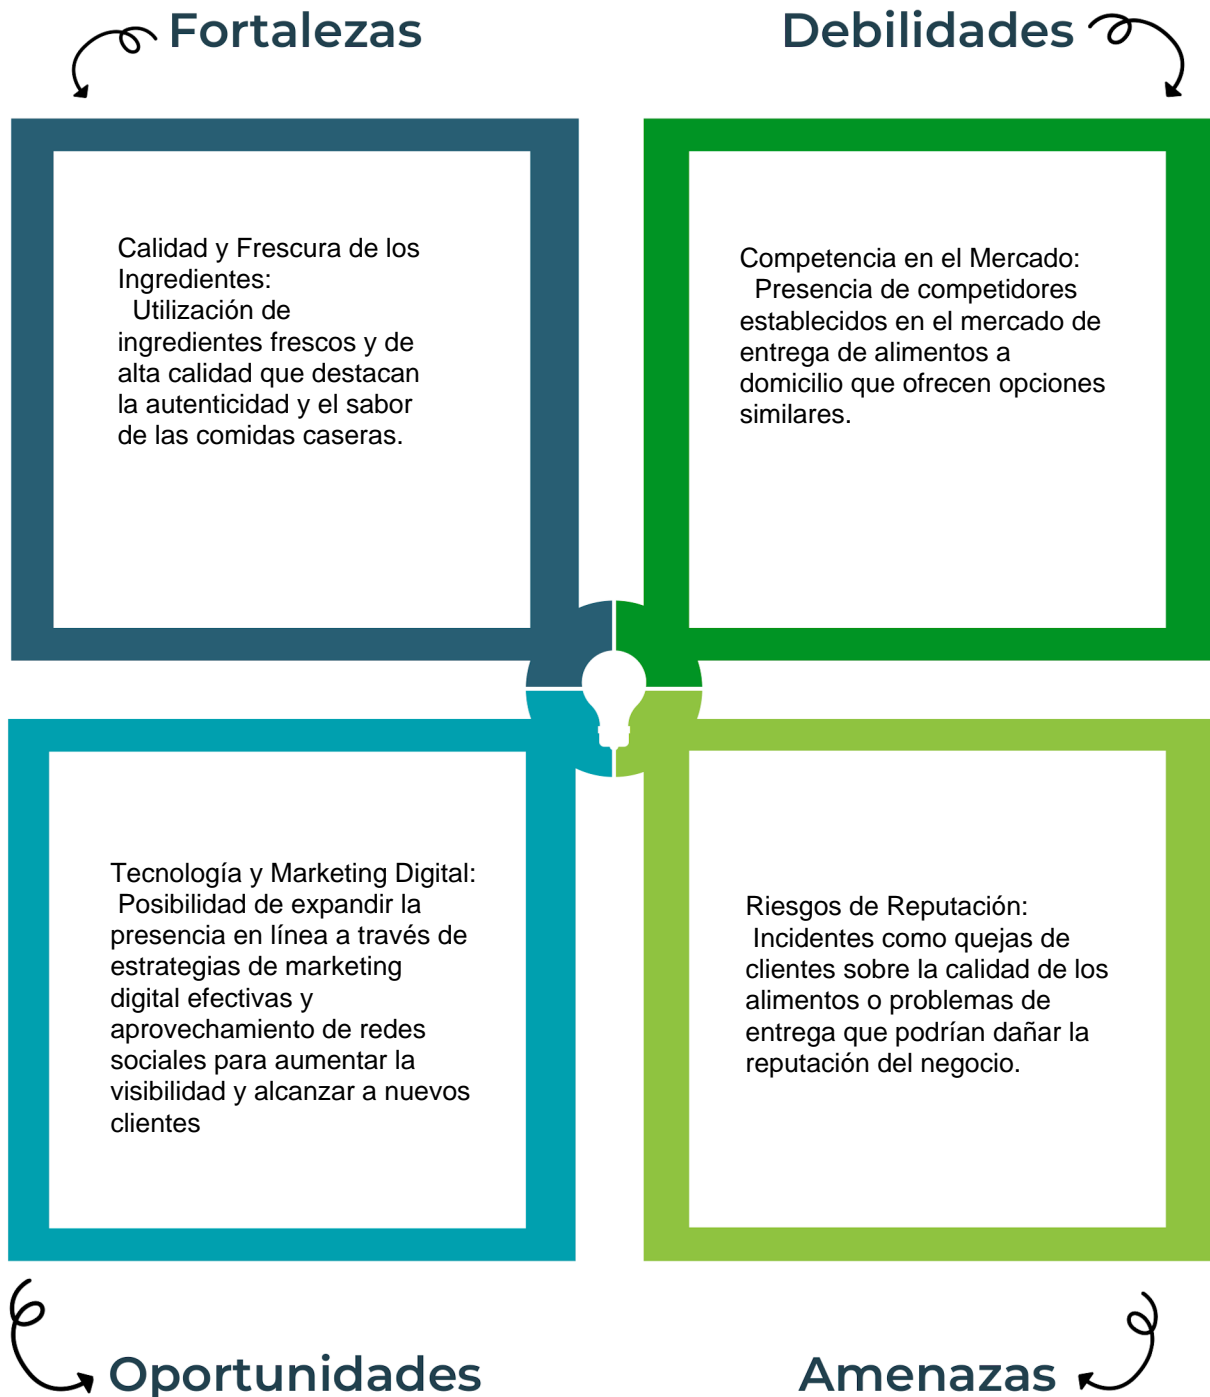 Fortalezas
Calidad y Frescura de los
Ingredientes:
Utilización de
ingredientes frescos y de
alta calidad que destacan
la autenticidad y el sabor
de las comidas caseras.
Debilidades
Competencia en el Mercado:
Presencia de competidores
establecidos en el mercado de
entrega de alimentos a
domicilio que ofrecen opciones
similares.
Tecnología y Marketing Digital:
Posibilidad de expandir la
presencia en línea a través de
estrategias de marketing
digital efectivas y
aprovechamiento de redes
sociales para aumentar la
visibilidad y alcanzar a nuevos
clientes
Oportunidades
Riesgos de Reputación:
Incidentes como quejas de
clientes sobre la calidad de los
alimentos o problemas de
entrega que podrían dañar la
reputación del negocio.
Amenazas